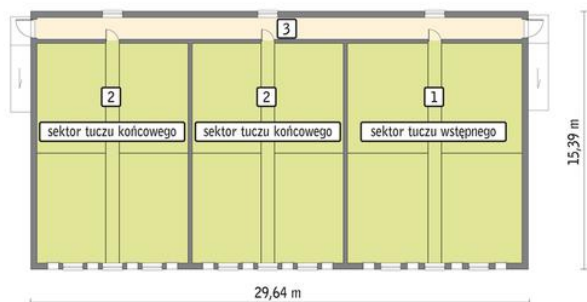 3
2
2
1
sektor tuczu końcowego
sektor tuczu końcowego
sektor tuczu wstępnego
15,39 m
29,64 m